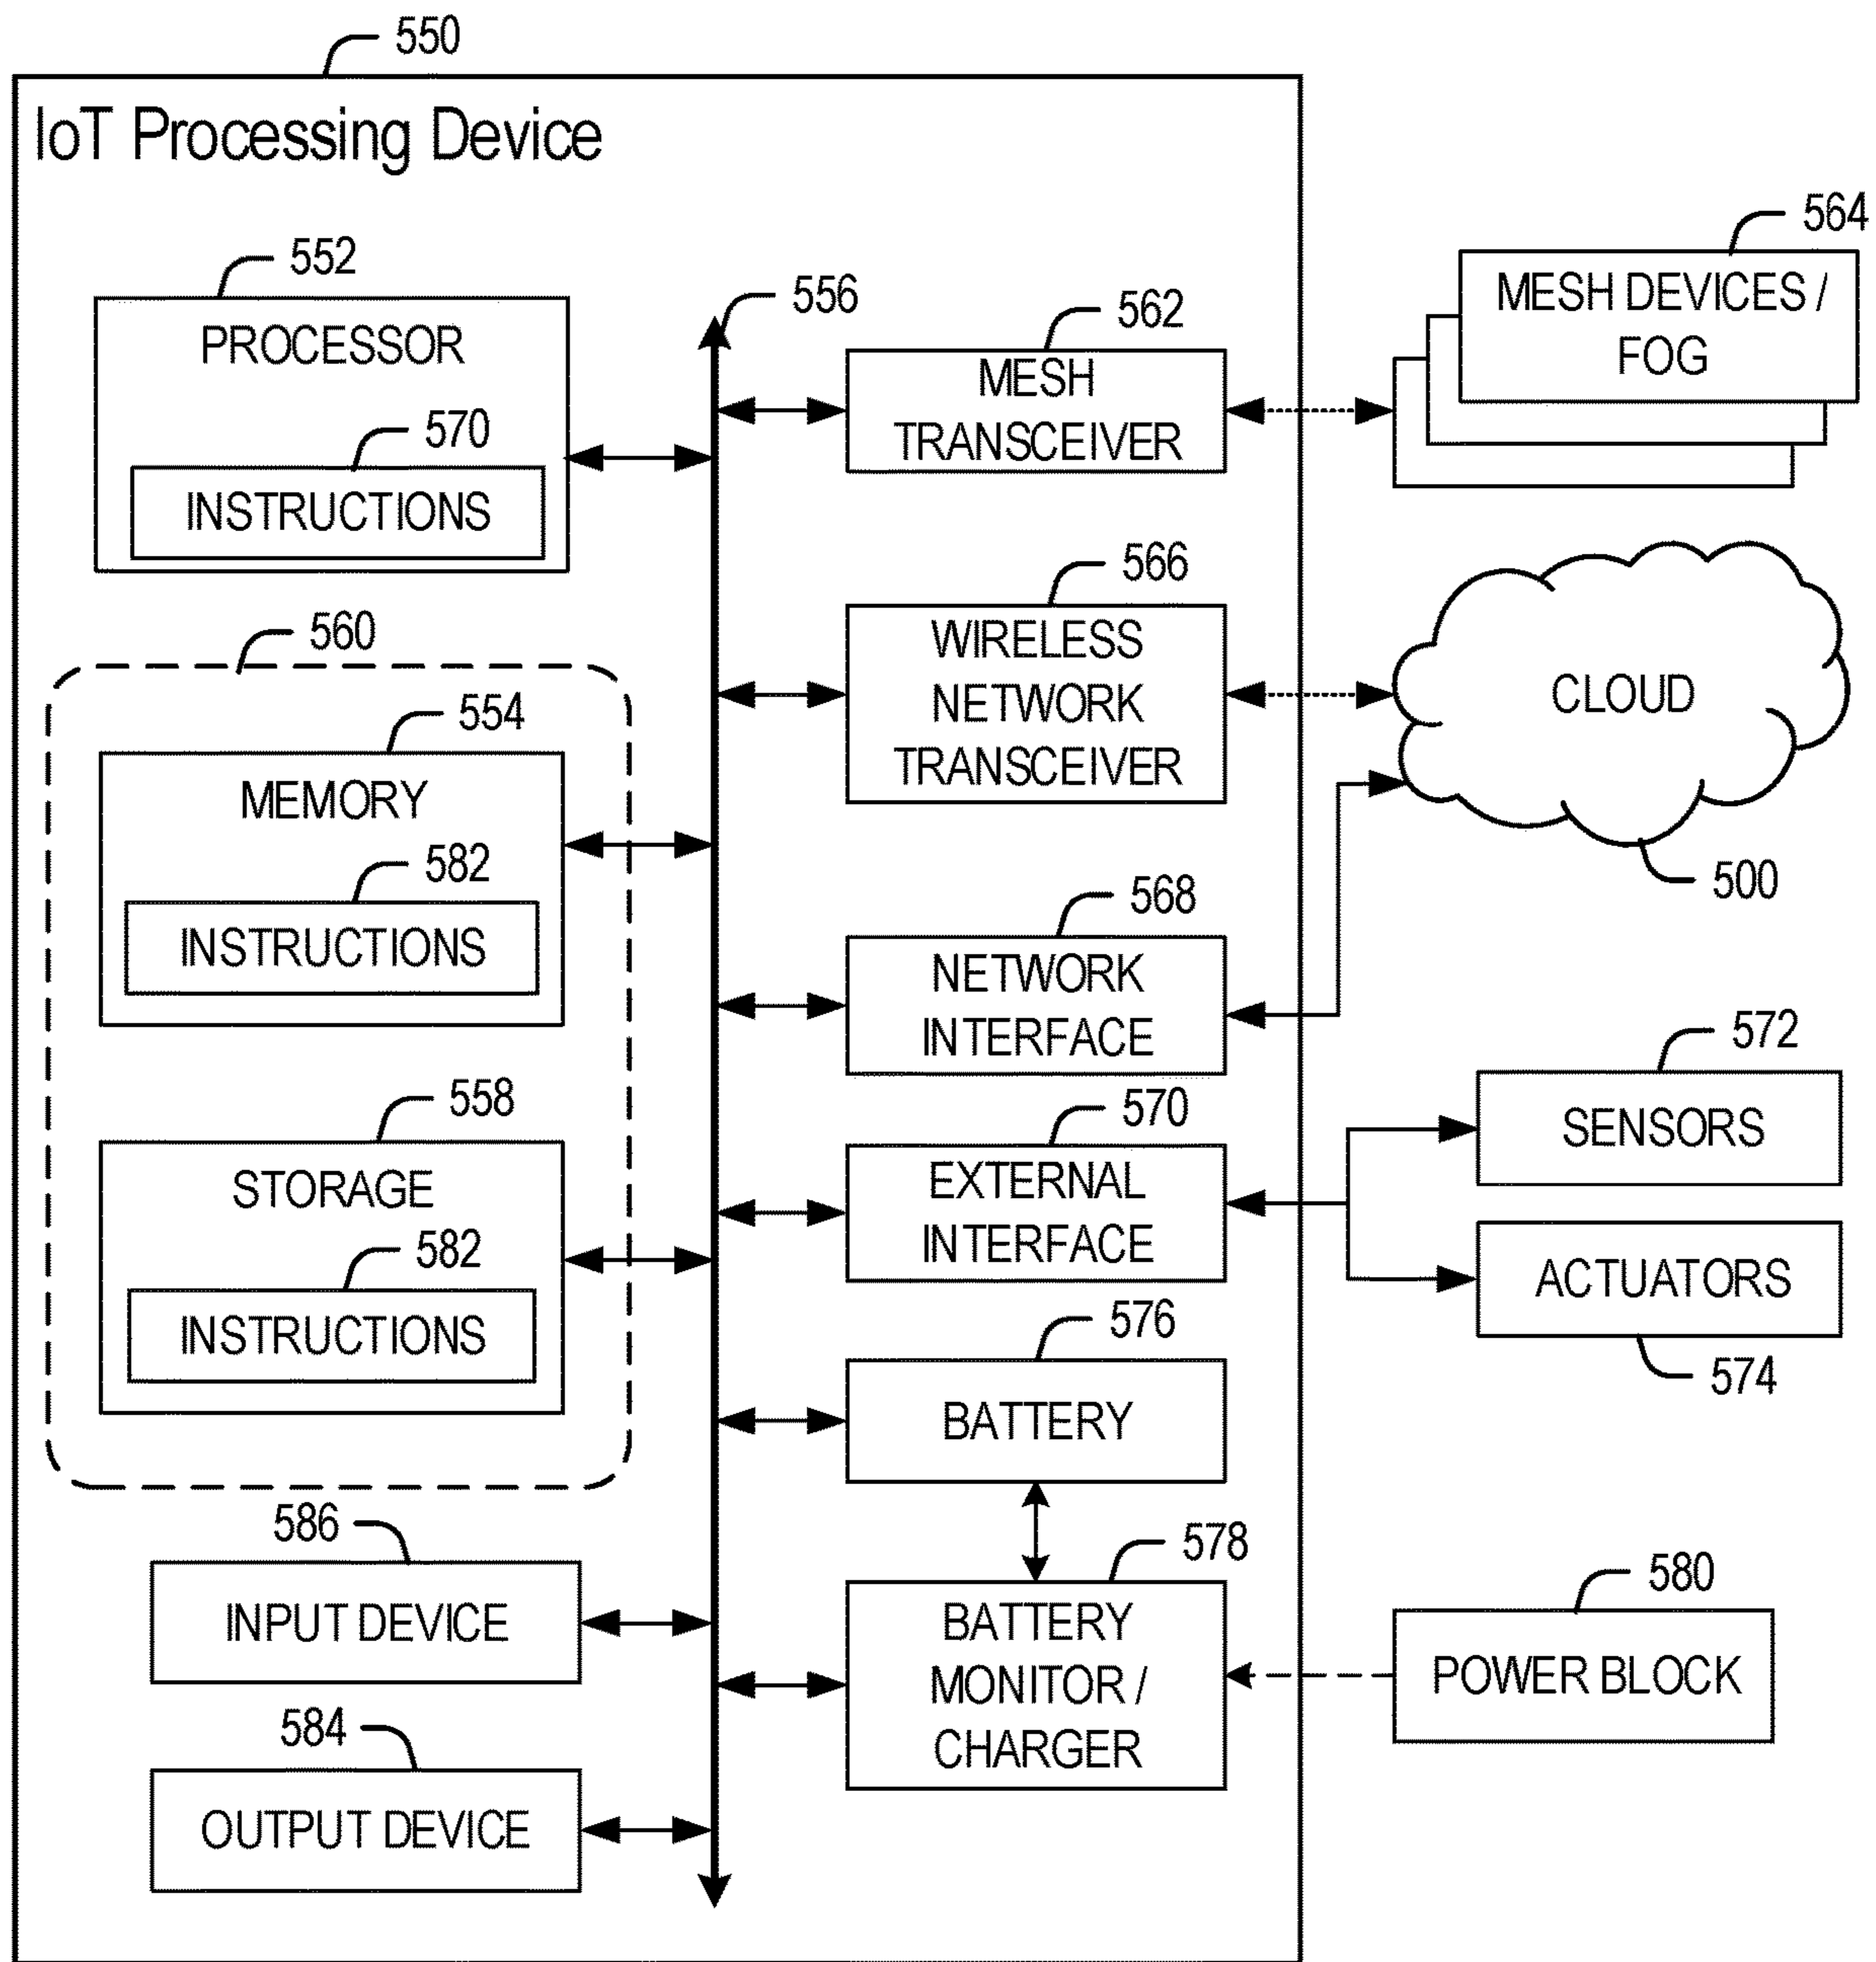 550
IoT Processing Device
552
PROCESSOR
570
INSTRUCTIONS
556
562
MESH
TRANSCEIVER
564
MESH DEVICES /
FOG
560
554
MEMORY
582
INSTRUCTIONS
566
WIRELESS
NETWORK
TRANSCEIVER
CLOUD
500
568
NETWORK
INTERFACE
558
STORAGE
582
INSTRUCTIONS
570
EXTERNAL
INTERFACE
572
SENSORS
ACTUATORS
574
576
BATTERY
586
INPUT DEVICE
578
BATTERY
MONITOR /
CHARGER
580
POWER BLOCK
584
OUTPUT DEVICE